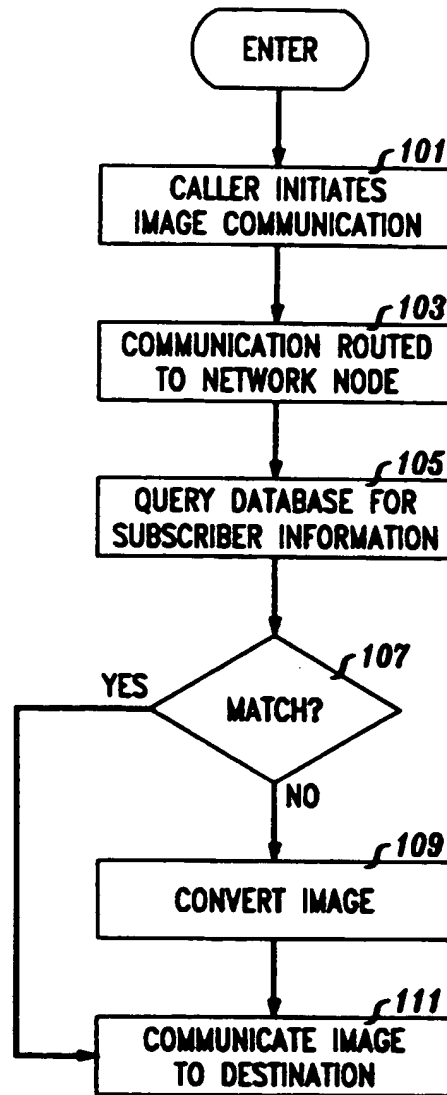 ENTER
101
CALLER INITIATES
IMAGE COMMUNICATION
103
COMMUNICATION ROUTED
TO NETWORK NODE
105
QUERY DATABASE FOR
SUBSCRIBER INFORMATION
107
YES
MATCH?
NO
109
CONVERT IMAGE
111
COMMUNICATE IMAGE
TO DESTINATION